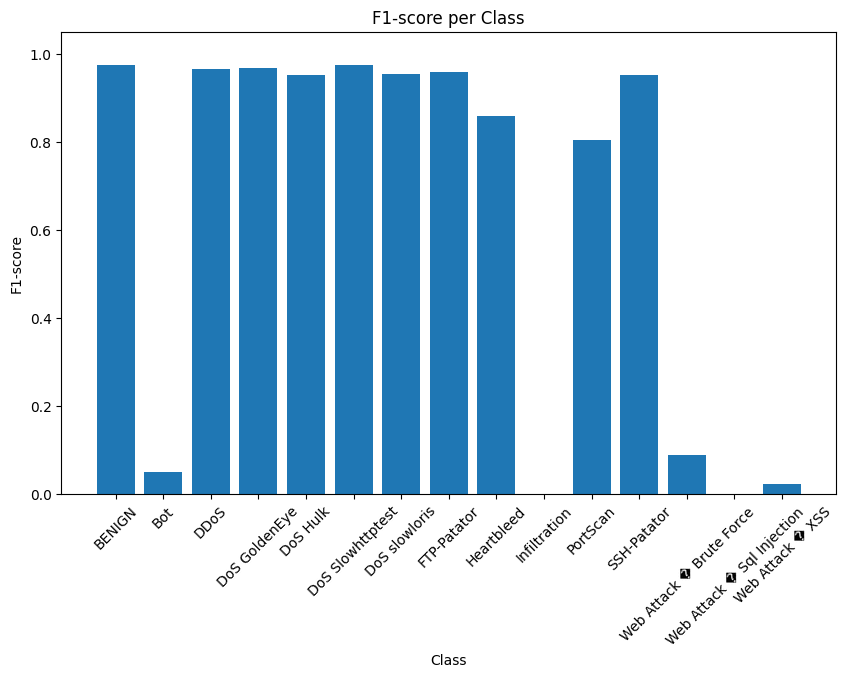 F1-score per Class
F1-score
1.0
0.8
0.6
0.4
0.2
0.0
BENIGN
Bot
DDoS
DoS GoldenEye
DoS Hulk
DoS Slowhttptest
DoS slowloris
FTP-Patator
Heartbleed
Infiltration
PortScan
SSH-Patator
Web Attack � Brute Force
Web Attack � Sql Injection
Web Attack � XSS
Class